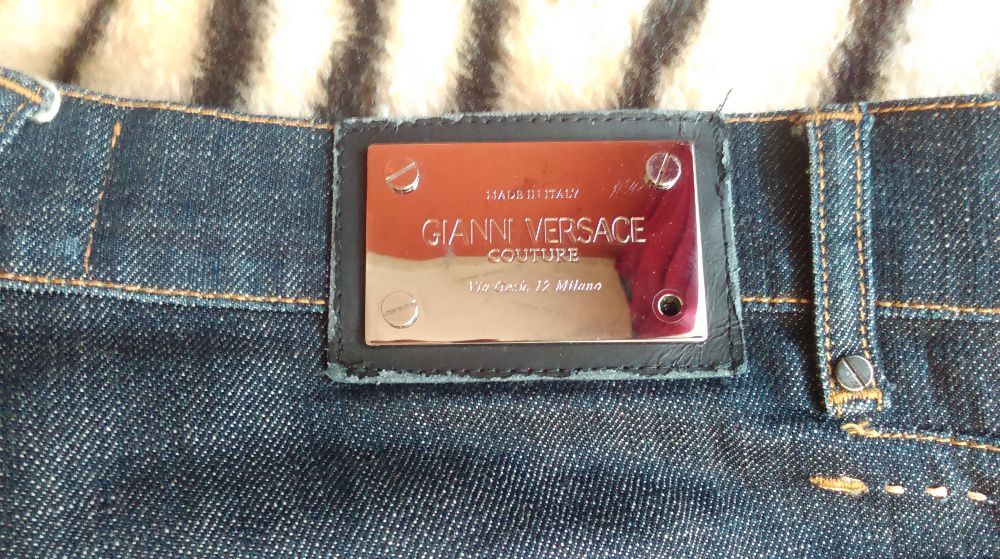 MADE IN ITALY
GIANNI VERSACE
COUTURE
Via Gesù, 12 Milano